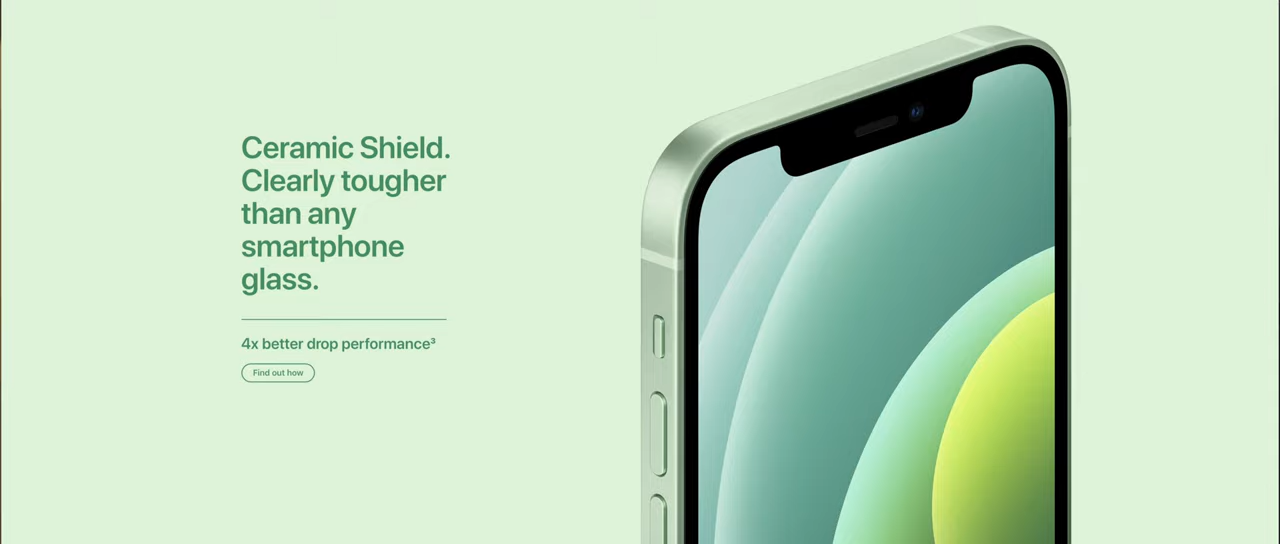 Ceramic Shield.
Clearly tougher
than any
smartphone
glass.
4x better drop performance³
Find out how